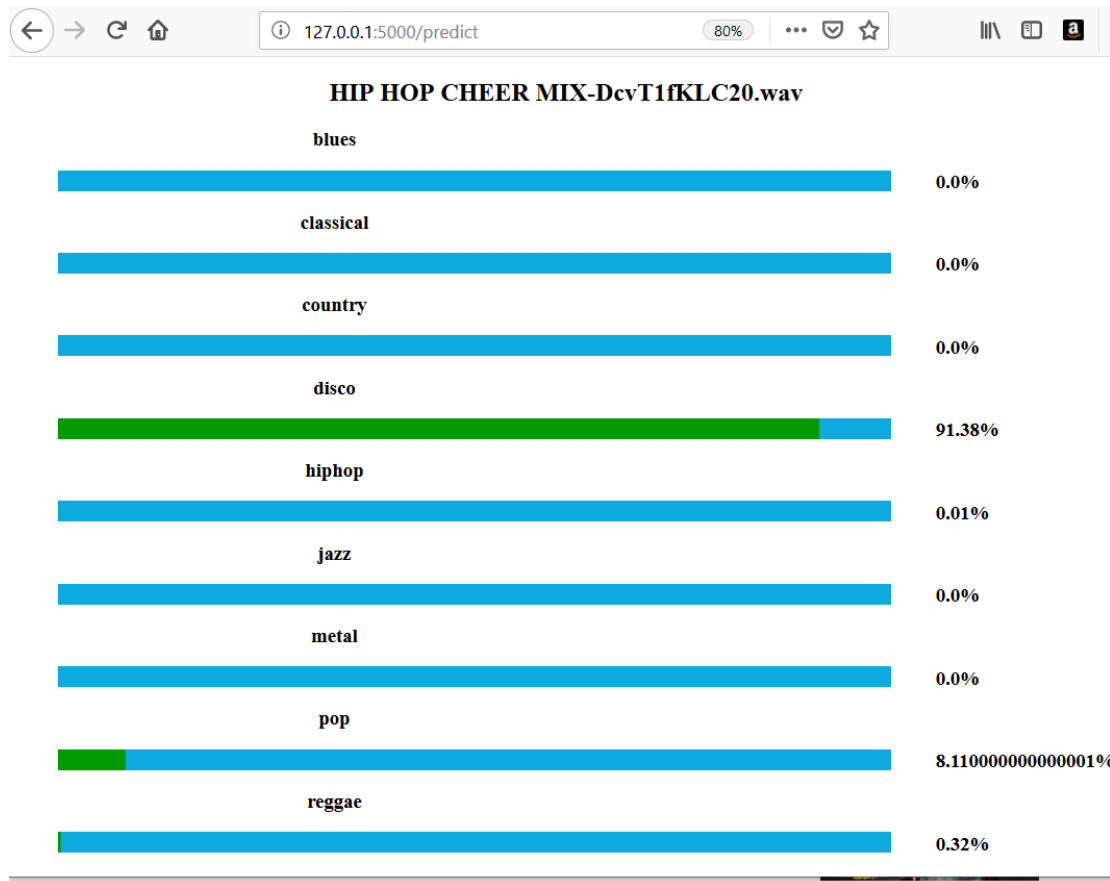 127.0.0.1:5000/predict 80%
HIP HOP CHEER MIX-DcvT1fKLC20.wav
blues
0.0%
classical
0.0%
country
0.0%
disco
91.38%
hiphop
0.01%
jazz
0.0%
metal
0.0%
pop
8.110000000000001%
reggae
0.32%